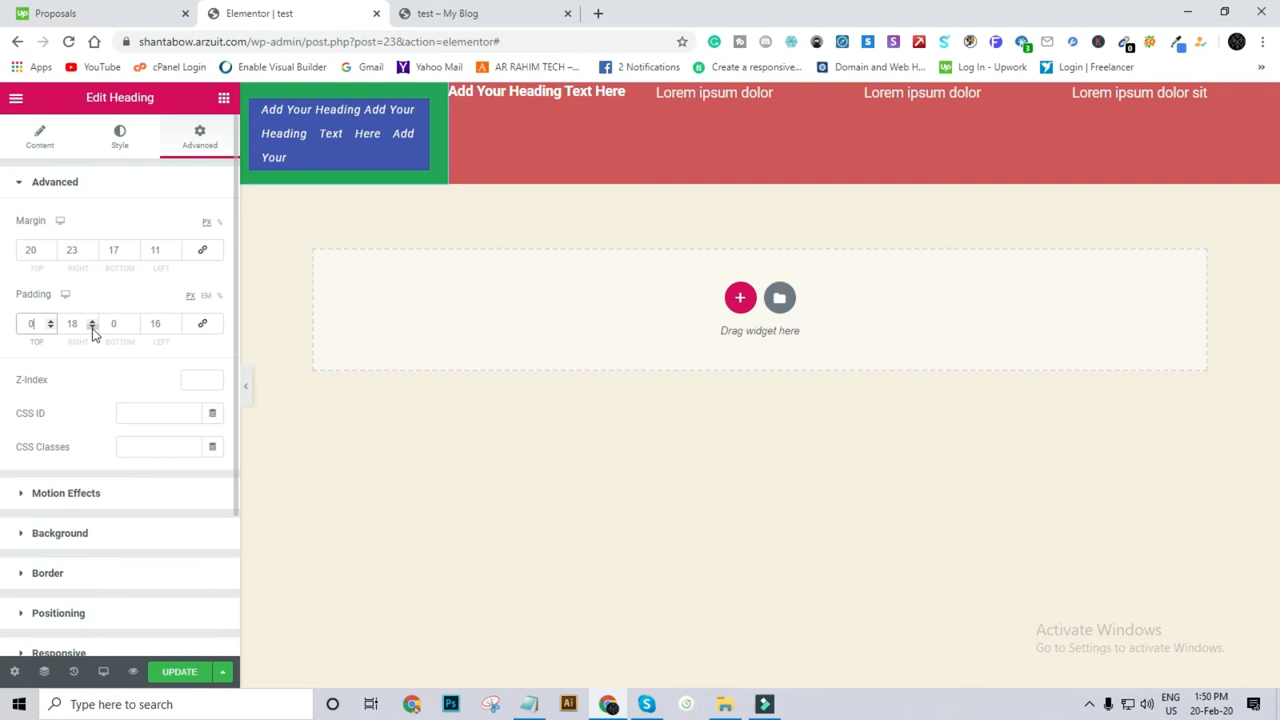 Proposals
Elementor | test
test – My Blog
shantabow.arzuit.com/wp-admin/post.php?post=23&action=elementor#
Apps
YouTube
cPanel Login
Enable Visual Builder
Gmail
Yahoo Mail
AR RAHIM TECH –...
2 Notifications
Create a responsive...
Domain and Web H...
Log In - Upwork
Login | Freelancer
Edit Heading
Content
Style
Advanced
Advanced
Margin
PX %
20 23 17 11
TOP RIGHT BOTTOM LEFT
Padding
PX EM %
0 18 0 16
TOP RIGHT BOTTOM LEFT
Z-Index
CSS ID
CSS Classes
Motion Effects
Background
Border
Positioning
Responsive
UPDATE
Add Your Heading Add Your
Heading Text Here Add
Your
Add Your Heading Text Here
Lorem ipsum dolor
Lorem ipsum dolor
Lorem ipsum dolor sit
Drag widget here
Activate Windows
Go to Settings to activate Windows.
Type here to search
ENG
US
1:50 PM
20-Feb-20